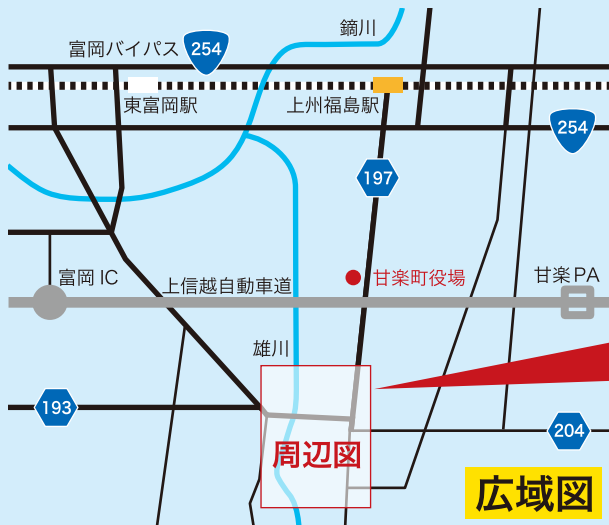 鏑川
富岡バイパス
254
東富岡駅
上州福島駅
254
197
富岡IC
上信越自動車道
甘楽町役場
甘楽PA
雄川
193
204
周辺図
広域図